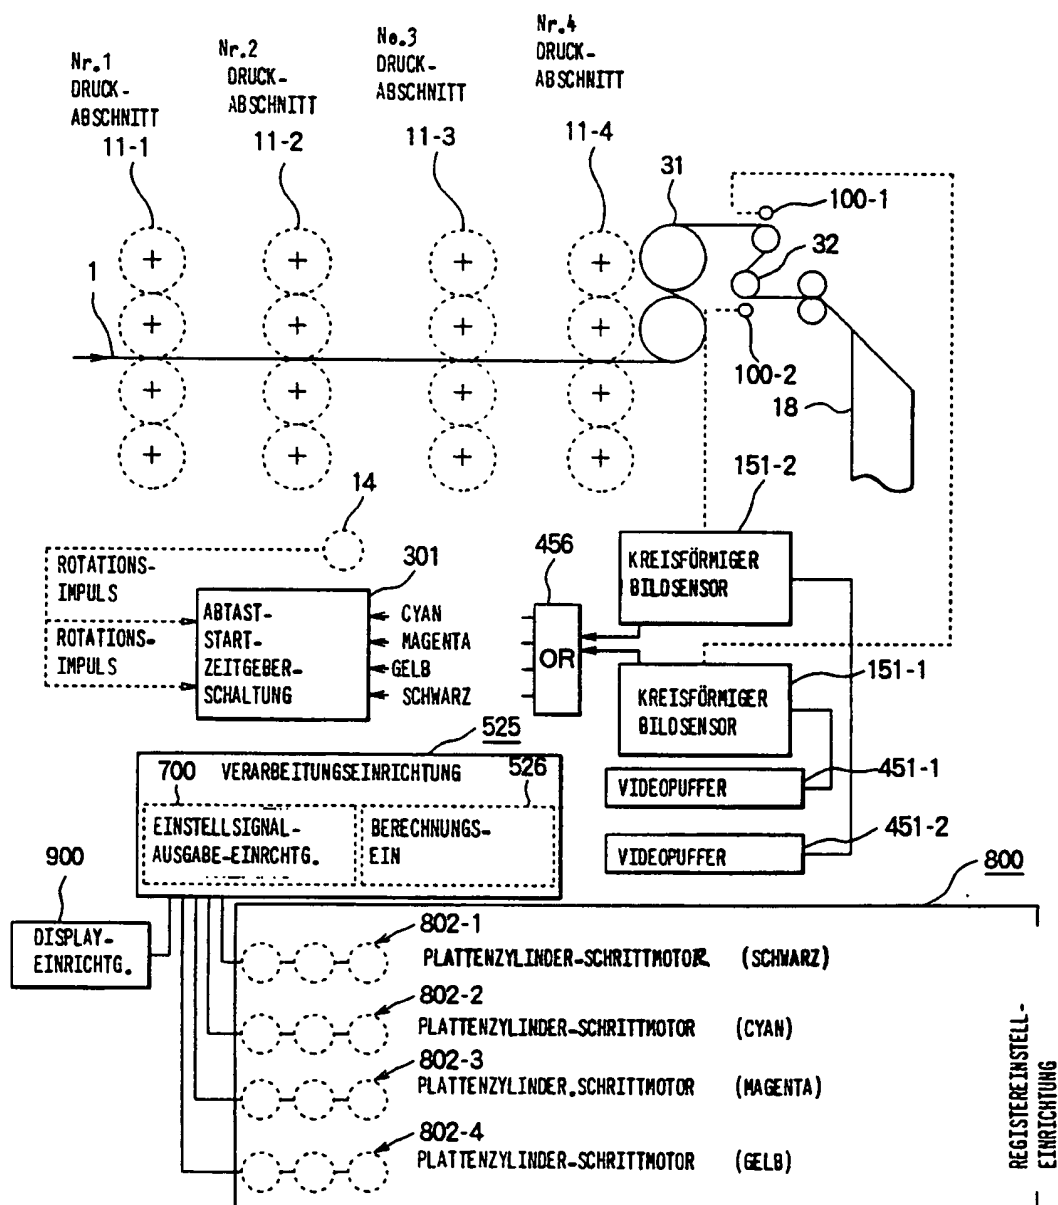 Nr.1
DRUCK-
ABSCHNITT
11-1
Nr.2
DRUCK-
ABSCHNITT
11-2
No.3
DRUCK-
ABSCHNITT
11-3
Nr.4
DRUCK-
ABSCHNITT
11-4
31
100-1
32
1
100-2
18
151-2
14
ROTATIONS-
IMPULS
ROTATIONS-
IMPULS
301
ABTAST-
START-
ZEITGEBER-
SCHALTUNG
CYAN
MAGENTA
GELB
SCHWARZ
456
OR
KREISFÖRMIGER
BILDSENSOR
151-1
KREISFÖRMIGER
BILDSENSOR
525
700
VERARBEITUNGSEINRICHTUNG
526
EINSTELLSIGNAL-
AUSGABE-EINRCHTG.
BERECHNUNGS-
EIN
VIDEOPUFFER
451-1
VIDEOPUFFER
451-2
900
DISPLAY-
EINRICHTG.
800
802-1
PLATTENZYLINDER-SCHRITTMOTOR (SCHWARZ)
802-2
PLATTENZYLINDER-SCHRITTMOTOR (CYAN)
802-3
PLATTENZYLINDER.SCHRITTMOTOR (MAGENTA)
802-4
PLATTENZYLINDER-SCHRITTMOTOR (GELB)
REGISTEREINSTELL-
EINRICHTUNG